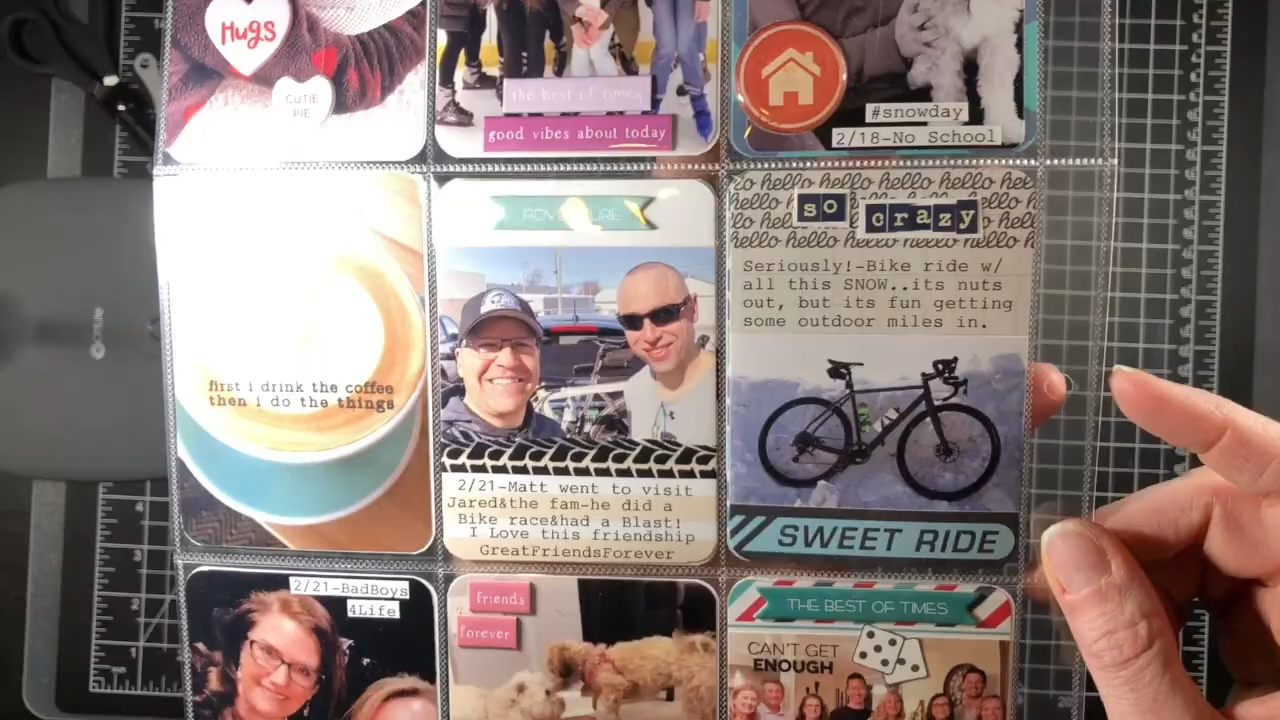 Hugs
CUTIE
PIE
the best of times
good vibes about today
#snowday
2/18-No School
first i drink the coffee
then i do the things
ADVENTURE
2/21-Matt went to visit
Jared&the fam-he did a
Bike race&had a Blast!
I Love this friendship
GreatFriendsForever
hello hello hello hello hello
so crazy
Seriously!-Bike ride w/
all this SNOW..its nuts
out, but its fun getting
some outdoor miles in.
SWEET RIDE
2/21-BadBoys
4Life
friends
forever
THE BEST OF TIMES
CAN'T GET
ENOUGH